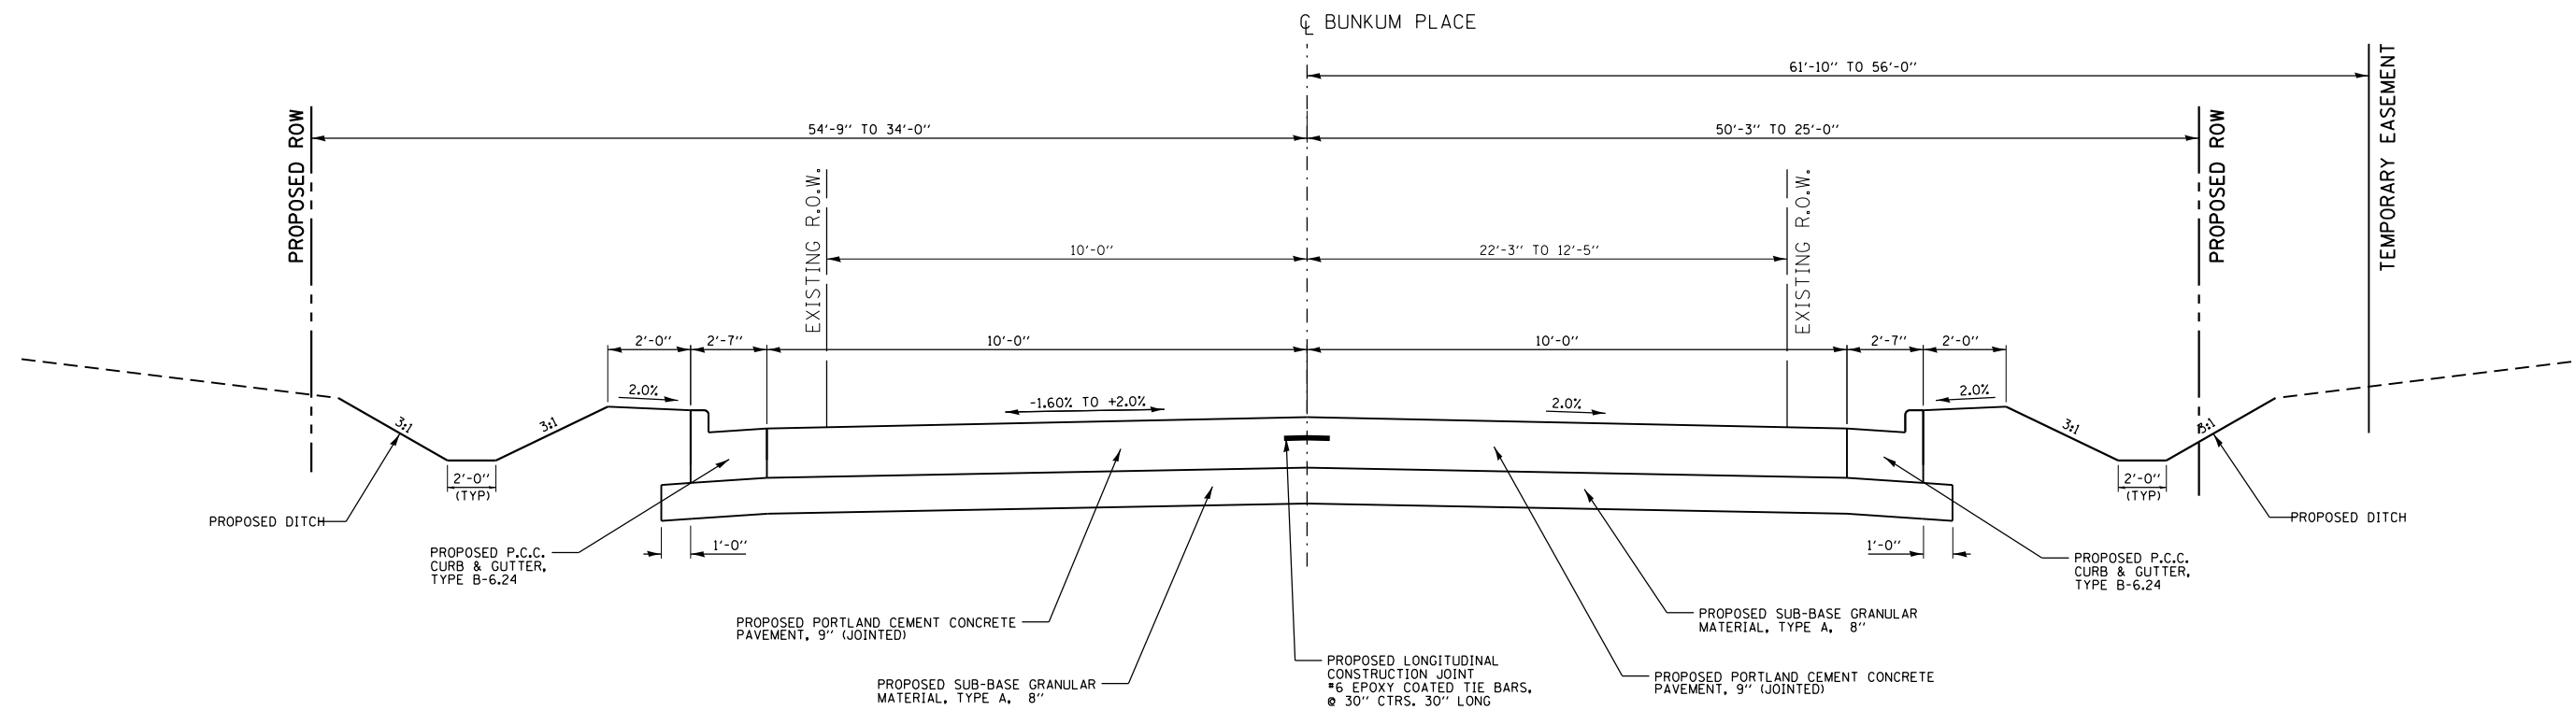 ℄ BUNKUM PLACE
61'-10" TO 56'-0"
54'-9" TO 34'-0"
50'-3" TO 25'-0"
PROPOSED ROW
EXISTING R.O.W.
EXISTING R.O.W.
PROPOSED ROW
TEMPORARY EASEMENT
10'-0"
22'-3" TO 12'-5"
2'-0"
2'-7"
10'-0"
10'-0"
2'-7"
2'-0"
2.0%
-1.60% TO +2.0%
2.0%
2.0%
3:1
3:1
3:1
3:1
2'-0"
(TYP)
2'-0"
(TYP)
PROPOSED DITCH
PROPOSED DITCH
1'-0"
1'-0"
PROPOSED P.C.C.
CURB & GUTTER,
TYPE B-6.24
PROPOSED P.C.C.
CURB & GUTTER,
TYPE B-6.24
PROPOSED PORTLAND CEMENT CONCRETE
PAVEMENT, 9" (JOINTED)
PROPOSED SUB-BASE GRANULAR
MATERIAL, TYPE A, 8"
PROPOSED SUB-BASE GRANULAR
MATERIAL, TYPE A, 8"
PROPOSED LONGITUDINAL
CONSTRUCTION JOINT
#6 EPOXY COATED TIE BARS,
@ 30" CTRS. 30" LONG
PROPOSED PORTLAND CEMENT CONCRETE
PAVEMENT, 9" (JOINTED)